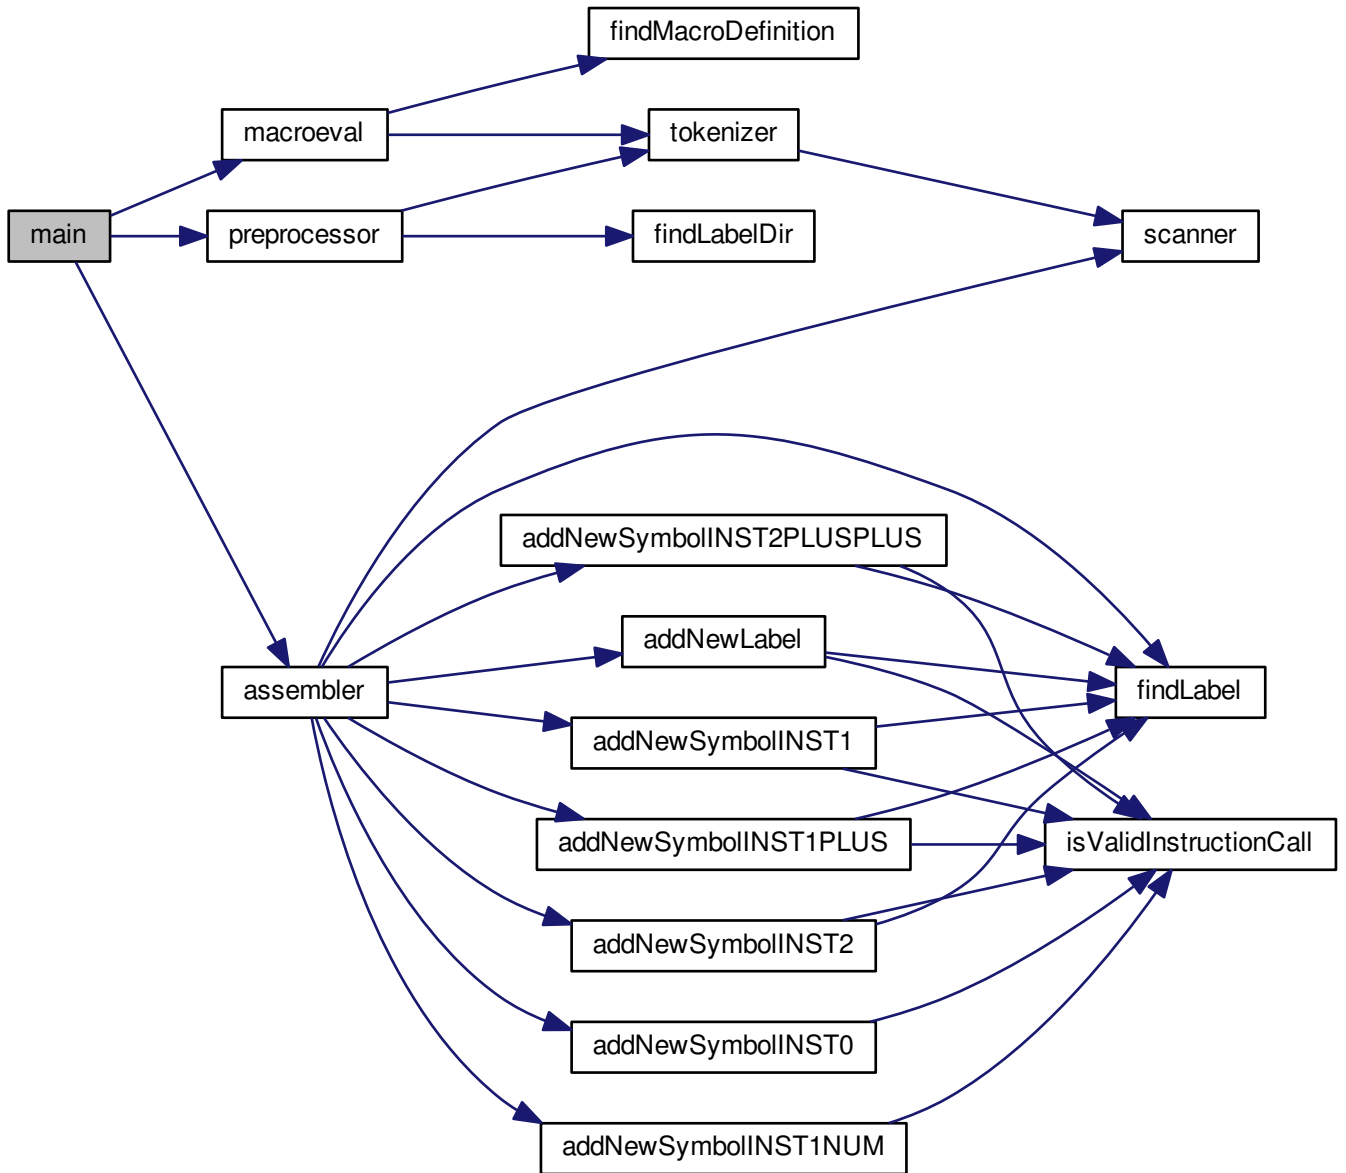 findMacroDefinition
macroeval
tokenizer
main
preprocessor
findLabelDir
scanner
addNewSymbolINST2PLUSPLUS
addNewLabel
assembler
findLabel
addNewSymbolINST1
addNewSymbolINST1PLUS
isValidInstructionCall
addNewSymbolINST2
addNewSymbolINST0
addNewSymbolINST1NUM